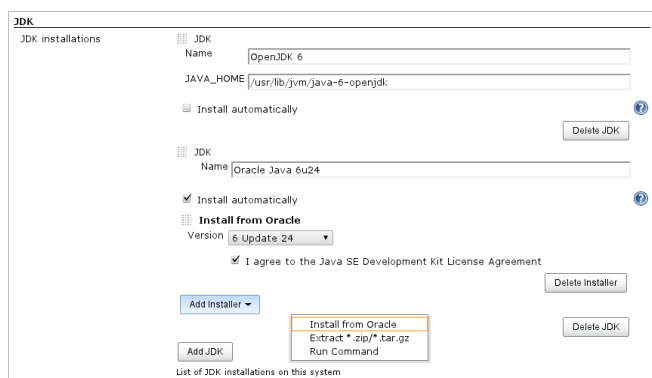 JDK
JDK installations
JDK
Name OpenJDK 6
JAVA_HOME /usr/lib/jvm/java-6-openjdk
Install automatically
Delete JDK
JDK
Name Oracle Java 6u24
Install automatically
Install from Oracle
Version 6 Update 24
I agree to the Java SE Development Kit License Agreement
Delete Installer
Add Installer
Install from Oracle
Extract *.zip/*.tar.gz
Run Command
Delete JDK
Add JDK
List of JDK installations on this system